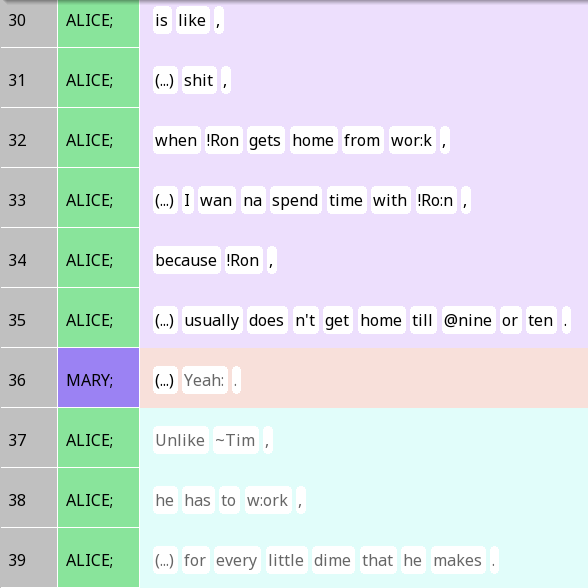 30 ALICE; is like ,
31 ALICE; (...) shit ,
32 ALICE; when !Ron gets home from wor:k ,
33 ALICE; (...) I wan na spend time with !Ro:n ,
34 ALICE; because !Ron ,
35 ALICE; (...) usually does n't get home till @nine or ten .
36 MARY; (...) Yeah: .
37 ALICE; Unlike ~Tim ,
38 ALICE; he has to w:ork ,
39 ALICE; (...) for every little dime that he makes .